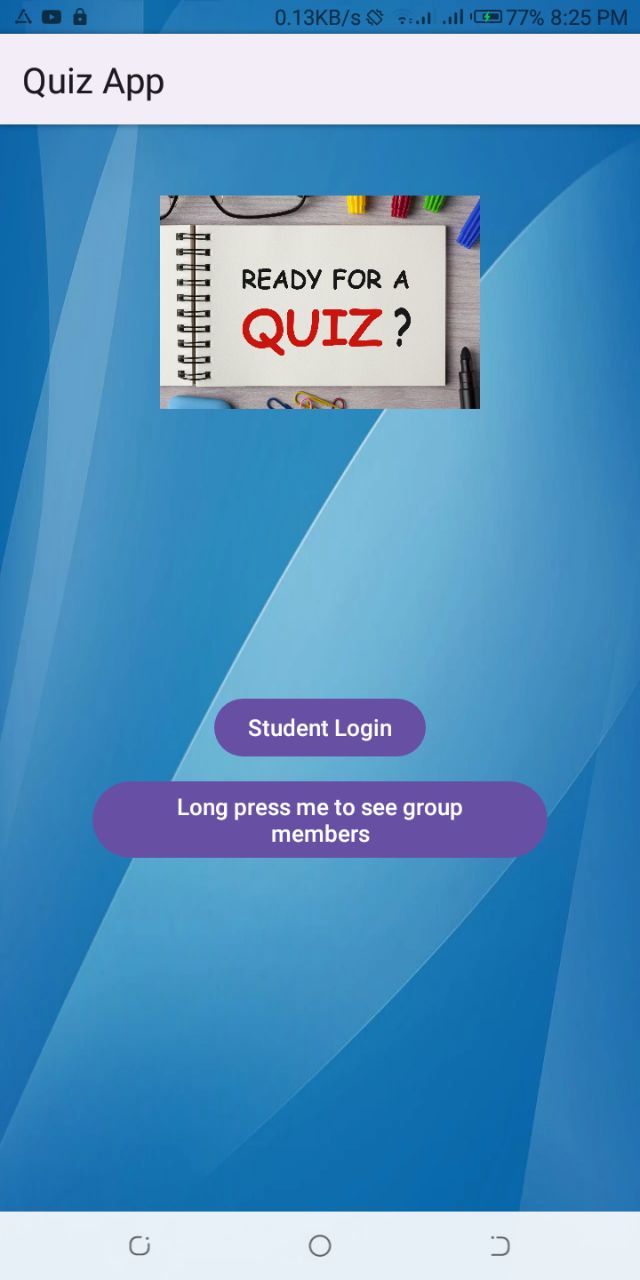 0.13KB/s 77% 8:25 PM
Quiz App
READY FOR A
QUIZ?
Student Login
Long press me to see group
members